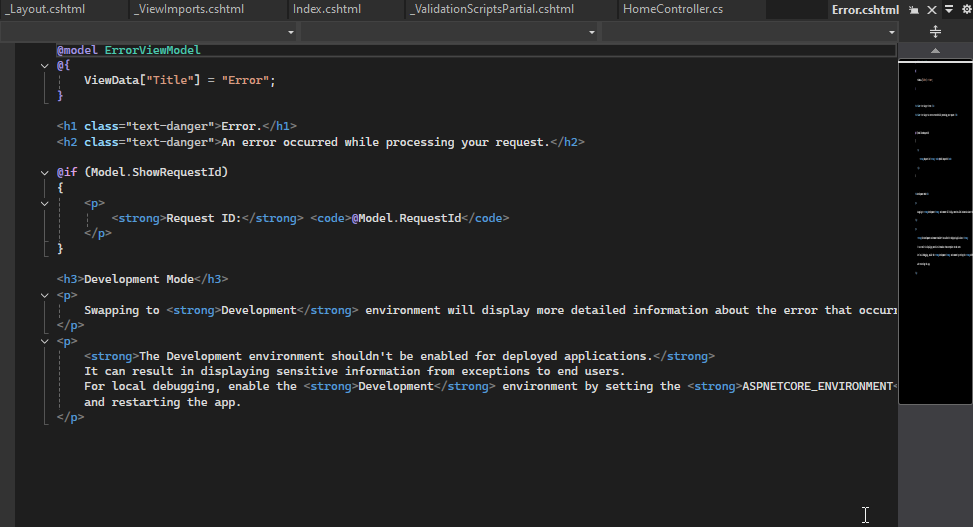 _Layout.cshtml _ViewImports.cshtml Index.cshtml _ValidationScriptsPartial.cshtml HomeController.cs Error.cshtml
@model ErrorViewModel
@{
ViewData["Title"] = "Error";
}
<h1 class="text-danger">Error.</h1>
<h2 class="text-danger">An error occurred while processing your request.</h2>
@if (Model.ShowRequestId)
{
<p>
<strong>Request ID:</strong> <code>@Model.RequestId</code>
</p>
}
<h3>Development Mode</h3>
<p>
Swapping to <strong>Development</strong> environment will display more detailed information about the error that occurr
</p>
<p>
<strong>The Development environment shouldn't be enabled for deployed applications.</strong>
It can result in displaying sensitive information from exceptions to end users.
For local debugging, enable the <strong>Development</strong> environment by setting the <strong>ASPNETCORE_ENVIRONMENT<
and restarting the app.
</p>